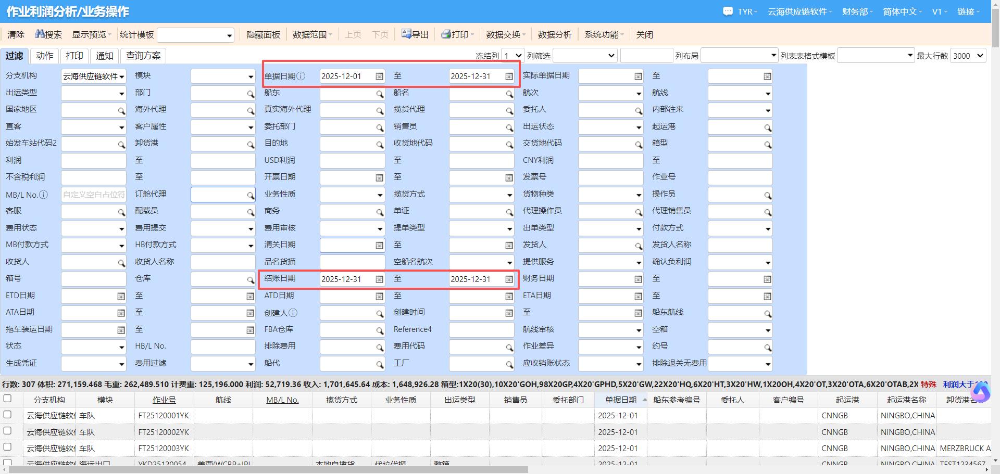 作业利润分析/业务操作
TYR 云海供应链软件 财务部 简体中文 V1 链接
清除 搜索 显示预览 统计模板 隐藏面板 数据范围 上页 下页 导出 打印 数据交换 数据分析 系统功能 关闭
过滤 动作 打印 通知 查询方案 冻结列 1 列筛选 列布局 列表表格式模板 最大行数 3000
分支机构 云海供应链软件 模块 单据日期 2025-12-01 至 2025-12-31 实际单据日期 至
出运类型 部门 船东 船名 航次 航线
国家地区 海外代理 真实海外代理 揽货代理 委托人 内部往来
直客 客户属性 委托部门 销售员 出运状态 起运港
始发车站代码2 卸货港 目的地 收货地代码 交货地代码 箱型
利润 至 USD利润 至 CNY利润 至
不含税利润 至 开票日期 至 发票号 作业号
MB/L No. 自定义空白占位符 订舱代理 业务性质 揽货方式 货物种类 操作员
客服 配载员 商务 单证 代理操作员 代理销售员
费用状态 费用提交 费用审核 提单类型 出单类型 付款方式
MB付款方式 HB付款方式 清关日期 至 发货人 发货人名称
收货人 收货人名称 品名货描 空船名航次 提供服务 确认负利润
箱号 仓库 结账日期 2025-12-31 至 2025-12-31 财务日期 至
ETD日期 至 ATD日期 至 ETA日期 至
ATA日期 至 创建人 创建时间 至 船东航线
拖车装运日期 至 FBA仓库 Reference4 航线审核 空箱
状态 HB/L No. 排除费用 费用代码 作业差异 约号
生成凭证 费用过滤 船代 工厂 应收销账状态 排除退关无费用
行数: 307 体积: 271,159.468 毛重: 262,489.510 计费重: 125,196.000 利润: 52,719.36 收入: 1,701,645.64 成本: 1,648,926.28 箱型:1X20(30),10X20'GOH,98X20GP,4X20'GPHD,5X20'GW,22X20'HQ,6X20'HT,3X20'HW,1X20OH,4X20'OT,3X20'OTA,6X20'OTAB,2X 特殊 利润大于
分支机构 模块 作业号 航线 MB/L No. 揽货方式 业务性质 出运类型 销售员 委托部门 单据日期 船东参考编号 委托人 客户编号 起运港 起运港名称 卸货港名称
云海供应链软件 车队 FT25120001YK 2025-12-01 CNNGB NINGBO,CHINA
云海供应链软件 车队 FT25120002YK 2025-12-01 CNNGB NINGBO,CHINA
云海供应链软件 车队 FT25120003YK 2025-12-01 CNNGB NINGBO,CHINA MERZBRUCK A
云海供应链软件 海运出口 YKD25120054 美西(WCBP+IPI 本地自揽货 代拉代报 整箱 2025-12-01 CNNGB NINGBO,CHINA TEST1234567